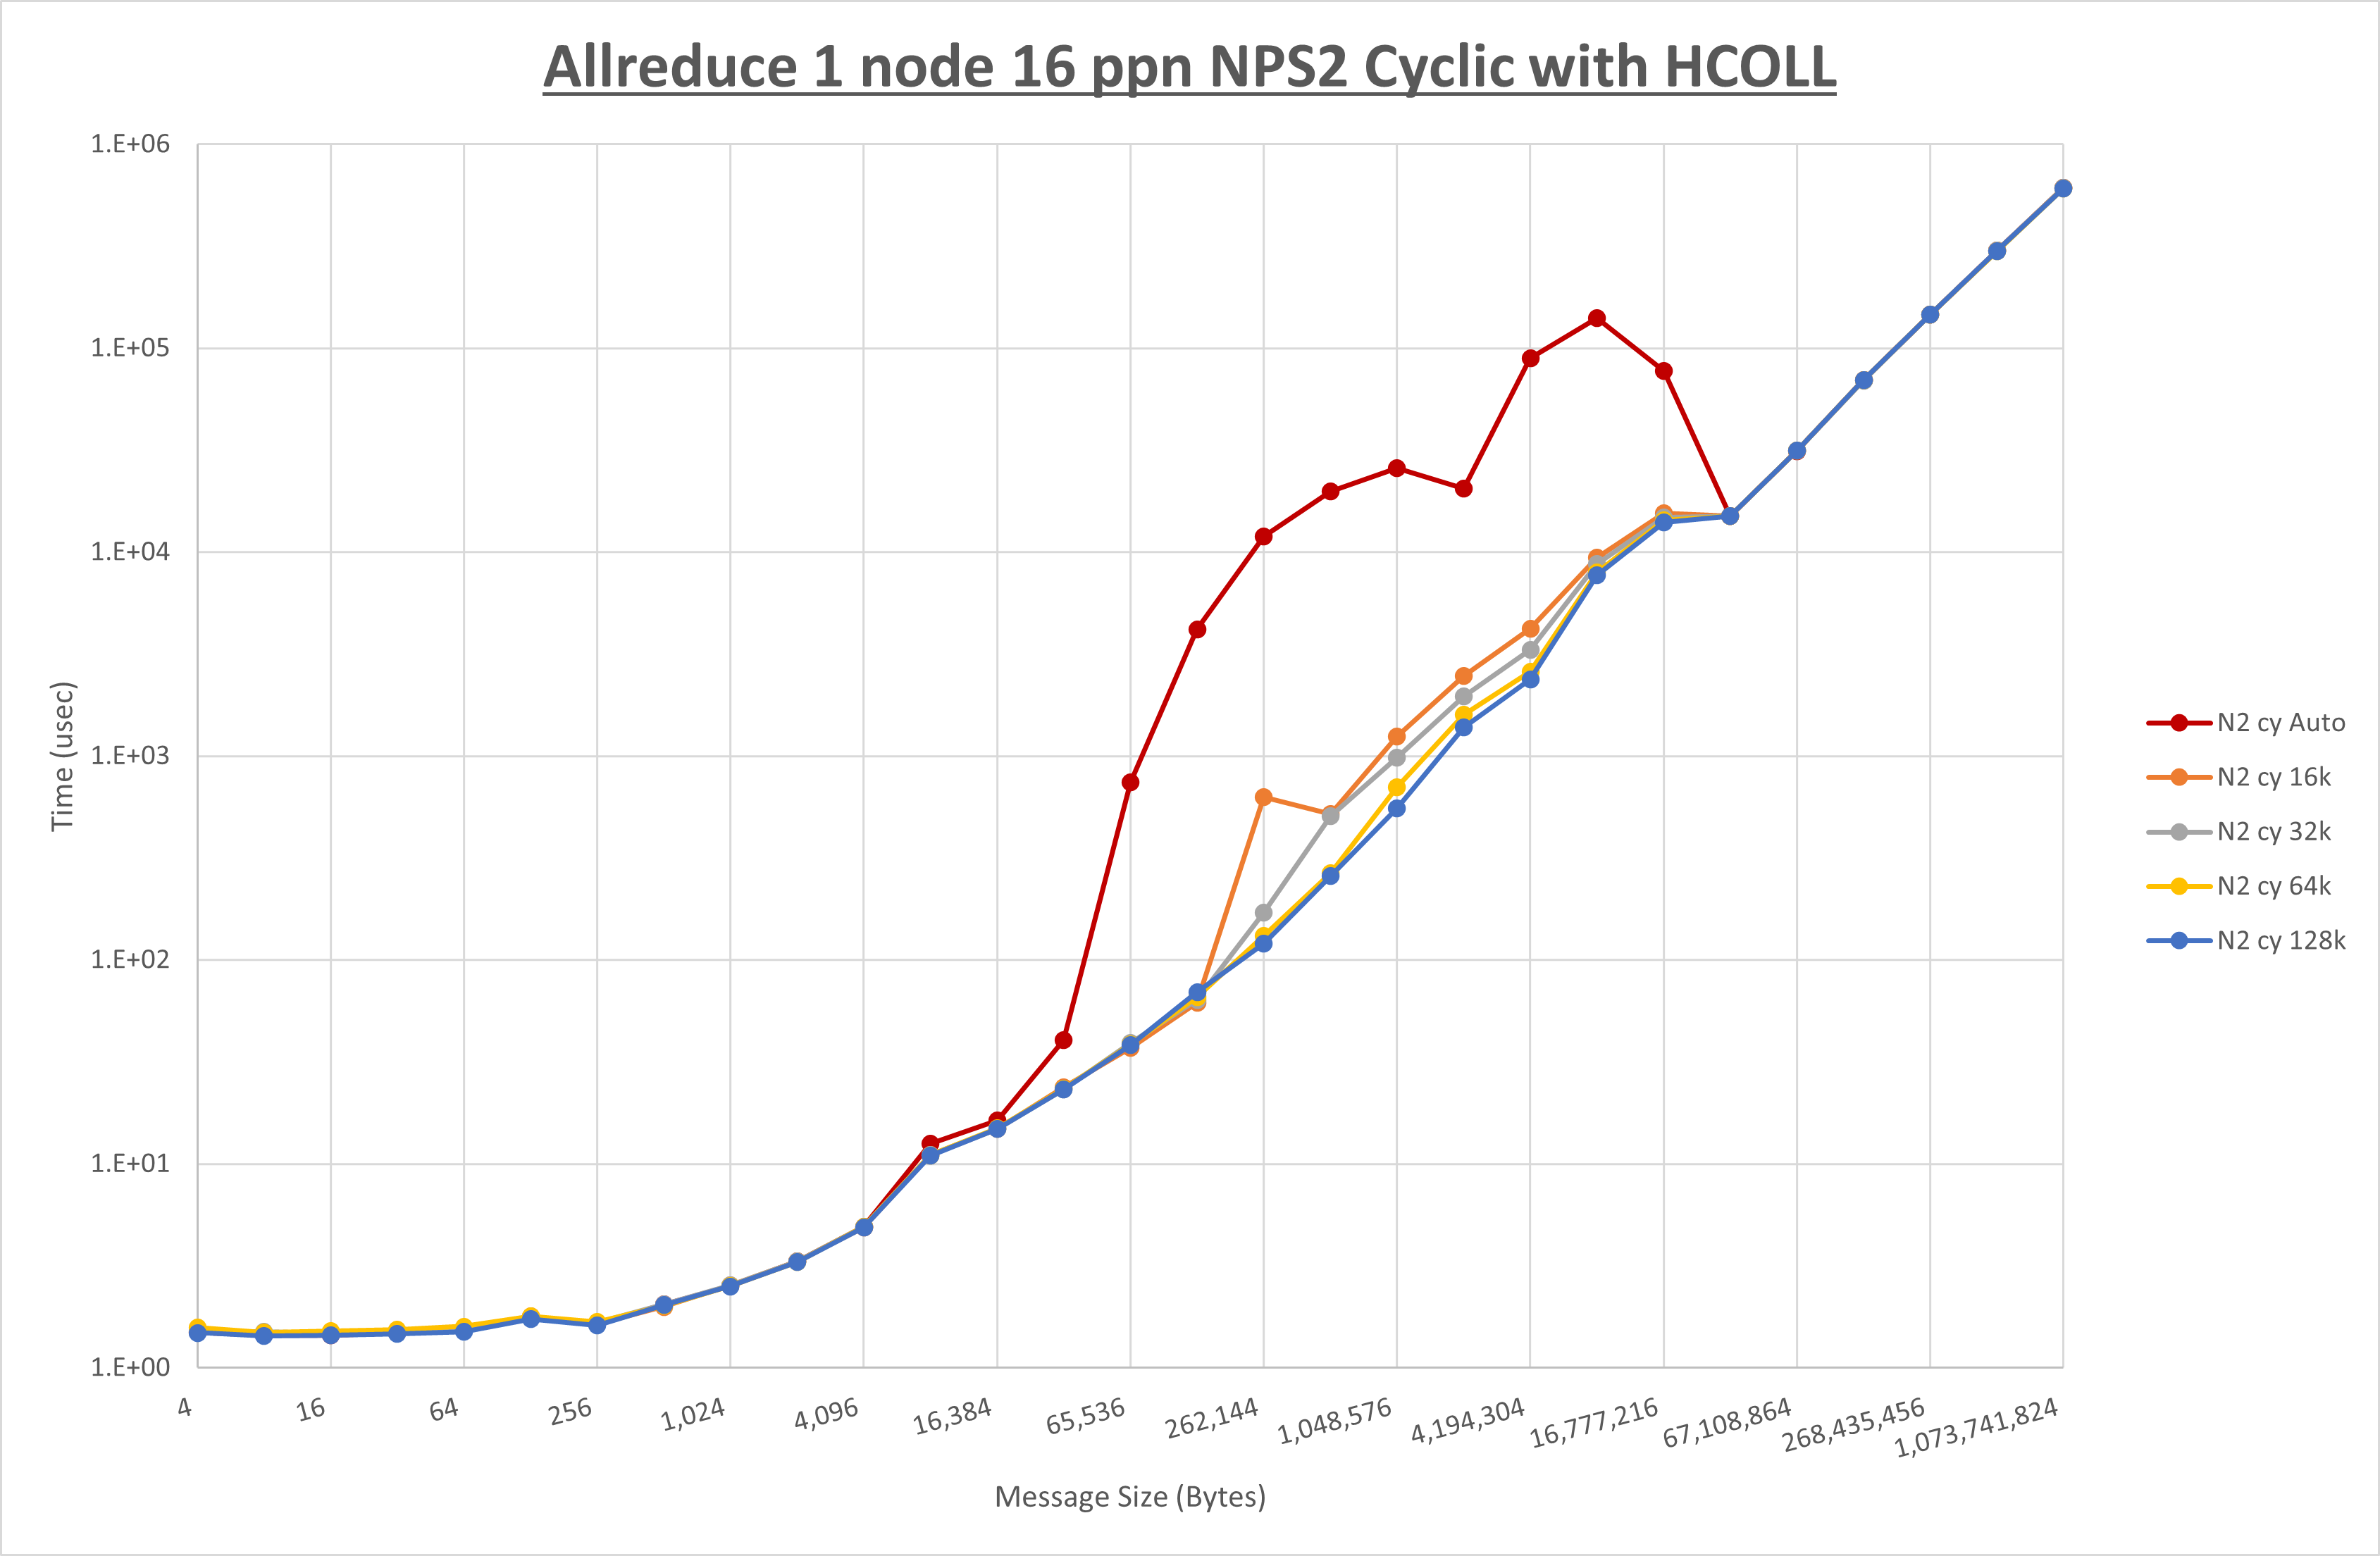 Allreduce 1 node 16 ppn NPS2 Cyclic with HCOLL
1.E+06
1.E+05
1.E+04
1.E+03
1.E+02
1.E+01
1.E+00
Time (usec)
4
16
64
256
1,024
4,096
16,384
65,536
262,144
1,048,576
4,194,304
16,777,216
67,108,864
268,435,456
1,073,741,824
Message Size (Bytes)
N2 cy Auto
N2 cy 16k
N2 cy 32k
N2 cy 64k
N2 cy 128k